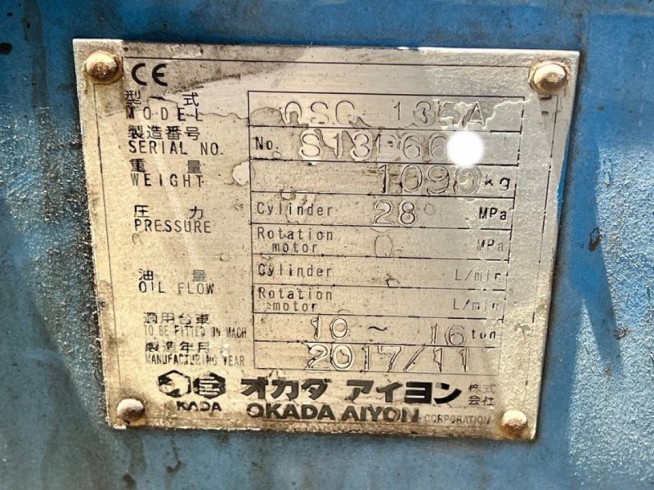 CE
型式 OSC 135A
MODEL
製造番号
SERIAL NO. No.
重量
WEIGHT 1090 kg
圧力 Cylinder 28 MPa
PRESSURE
Rotation motor MPa
油量 Cylinder L/min
OIL FLOW
Rotation motor L/min
適用台車
TO BE FITTED ON MACH 10~16 ton
製造年月
MANUFACTURING YEAR 2017/11
オカダ アイヨン 株式会社
KADA OKADA AIYON CORPORATION